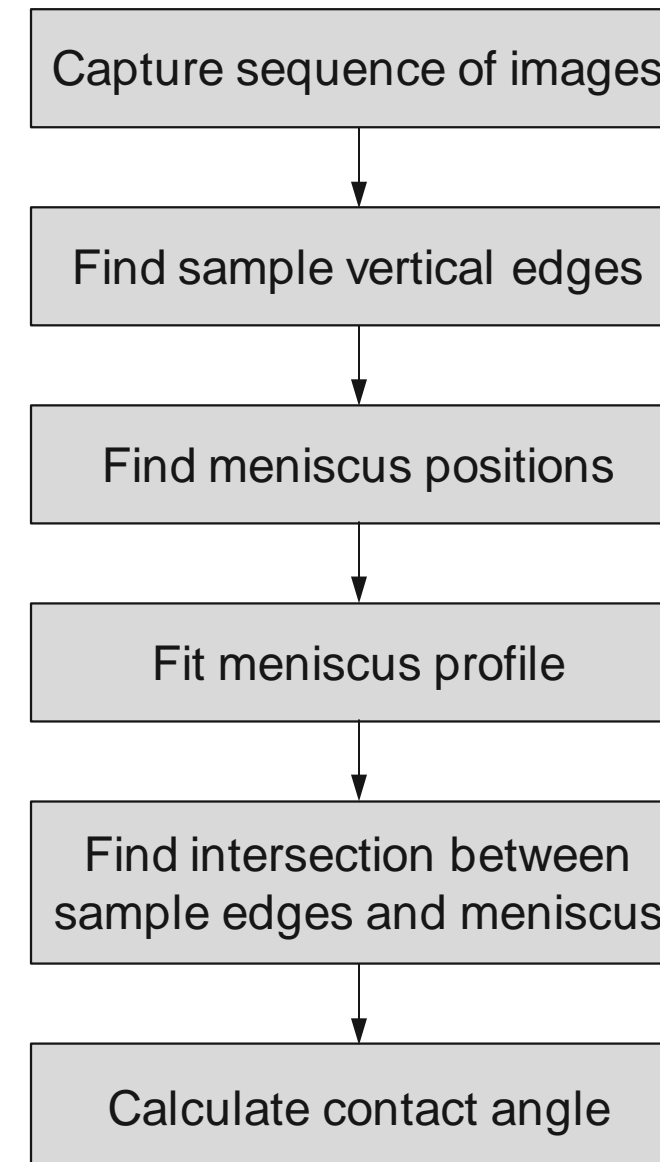 Capture sequence of images
Find sample vertical edges
Find meniscus positions
Fit meniscus profile
Find intersection between
sample edges and meniscus
Calculate contact angle